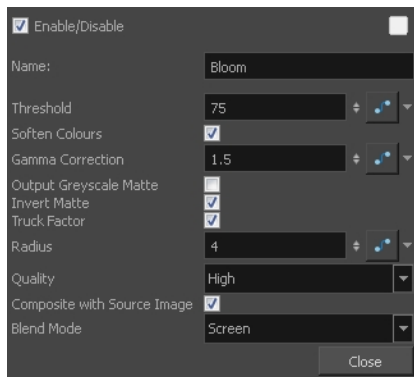 Enable/Disable
Name: Bloom
Threshold 75
Soften Colours
Gamma Correction 1.5
Output Greyscale Matte
Invert Matte
Truck Factor
Radius 4
Quality High
Composite with Source Image
Blend Mode Screen
Close